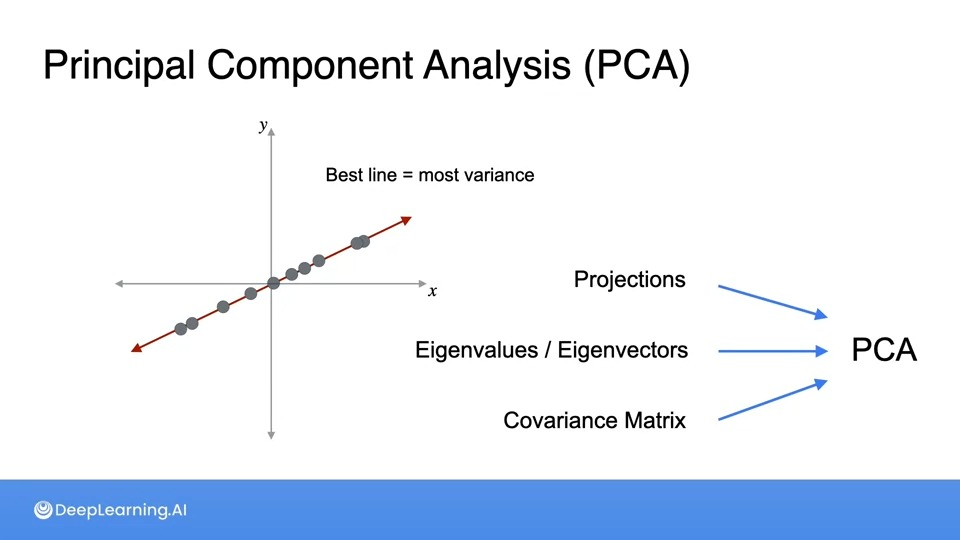 Principal Component Analysis (PCA)
y
Best line = most variance
x
Projections
Eigenvalues / Eigenvectors
PCA
Covariance Matrix
DeepLearning.AI